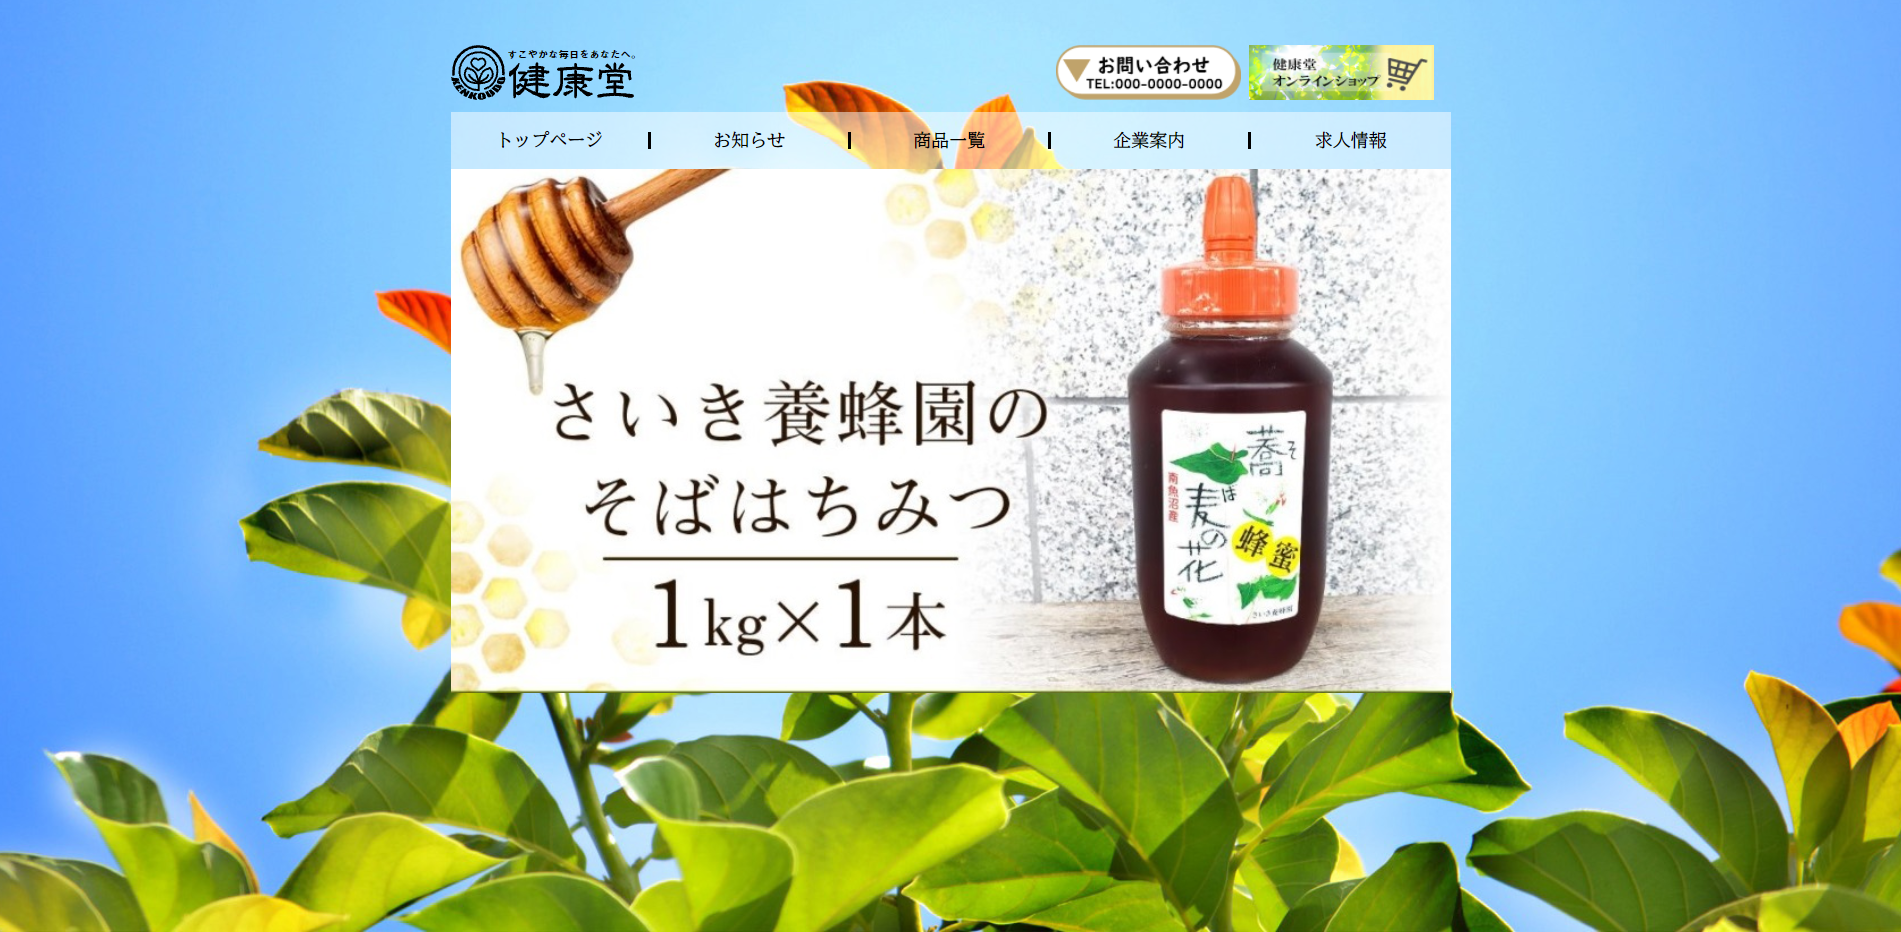 すこやかな毎日をあなたへ。
健康堂
KENKOUDO
お問い合わせ
TEL:000-0000-0000
健康堂
オンラインショップ
トップページ
お知らせ
商品一覧
企業案内
求人情報
さいき養蜂園の
そばはちみつ
1kg×1本
蕎麦の花
そば
蜂蜜
南魚沼産
さいき養蜂園